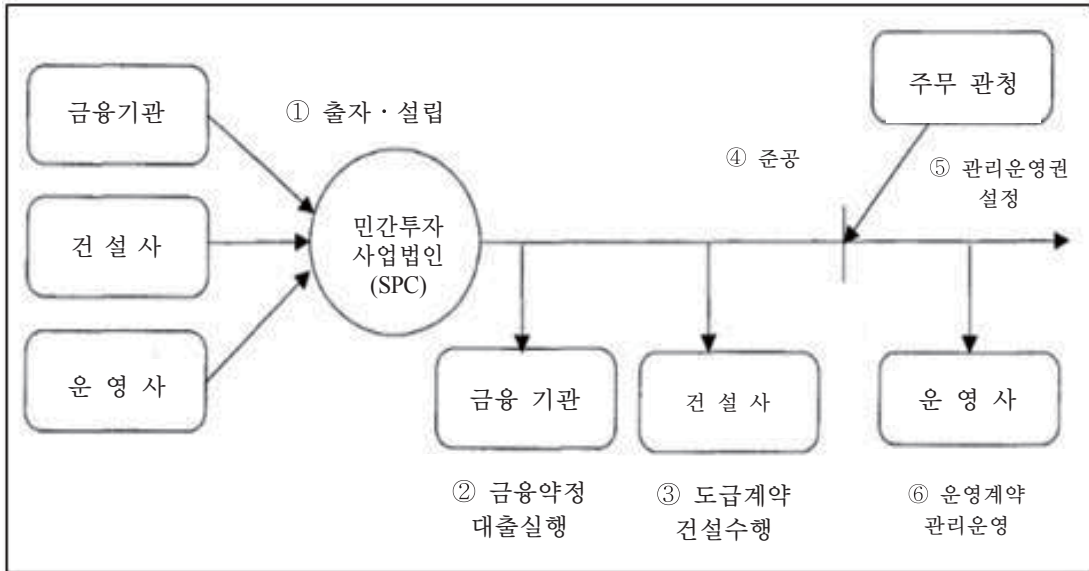 금융기관
건 설 사
운 영 사
① 출자 · 설립
민간투자
사업법인
(SPC)
주무 관청
④ 준공
⑤ 관리운영권
설정
금융 기관
건 설 사
운 영 사
② 금융약정
대출실행
③ 도급계약
건설수행
⑥ 운영계약
관리운영